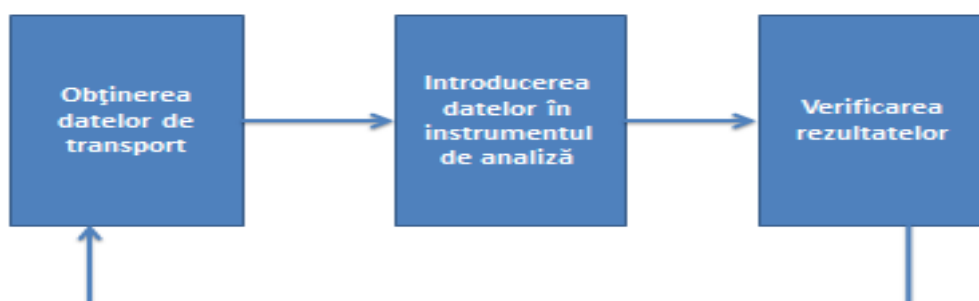 Obţinerea
datelor de
transport
Introducerea
datelor în
instrumentul
de analiză
Verificarea
rezultatelor